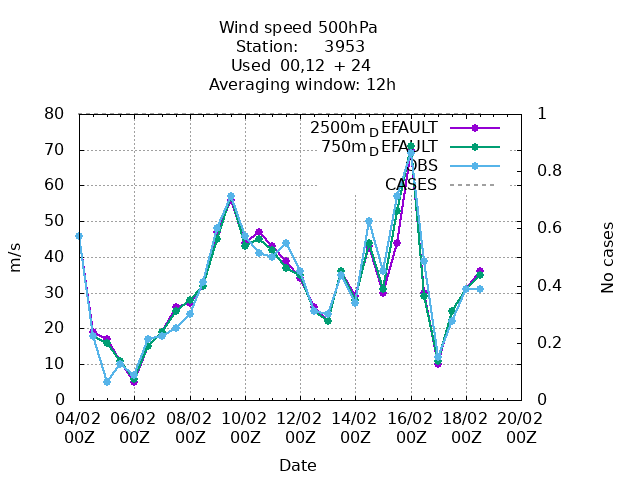 Wind speed 500hPa
Station: 3953
Used 00,12 + 24
Averaging window: 12h
80 1
2500m_DEFAULT
70
750m_DEFAULT
OBS
0.8
60
CASES
50
0.6
m/s
No cases
40
0.4
30
20
0.2
10
0 0
04/02 06/02 08/02 10/02 12/02 14/02 16/02 18/02 20/02
00Z 00Z 00Z 00Z 00Z 00Z 00Z 00Z 00Z
Date